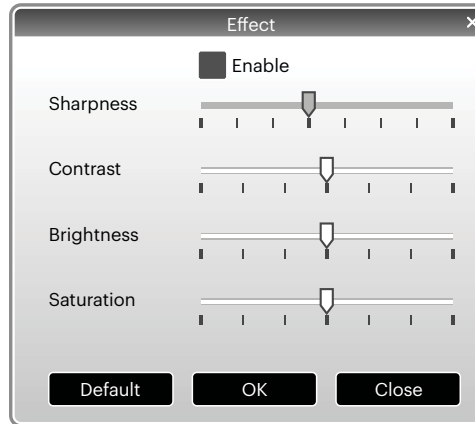 Effect
Enable
Sharpness
Contrast
Brightness
Saturation
Default OK Close